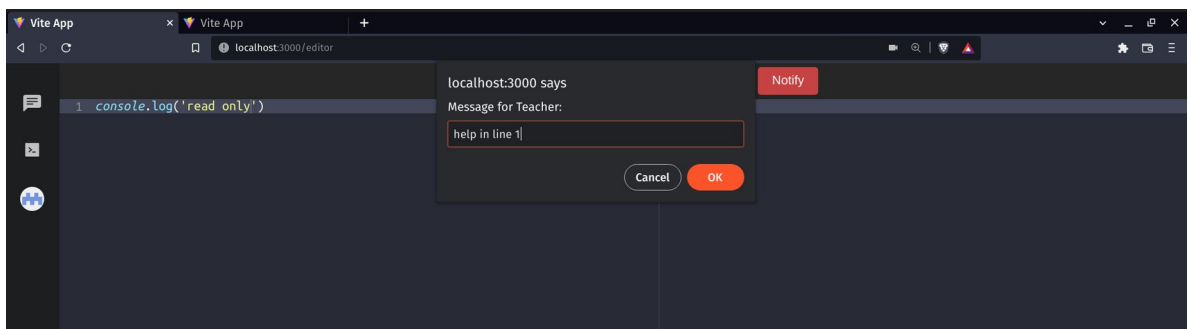 Vite App
Vite App
localhost:3000/editor
localhost:3000 says
Message for Teacher:
help in line 1
Cancel
OK
Notify
1 console.log('read only')